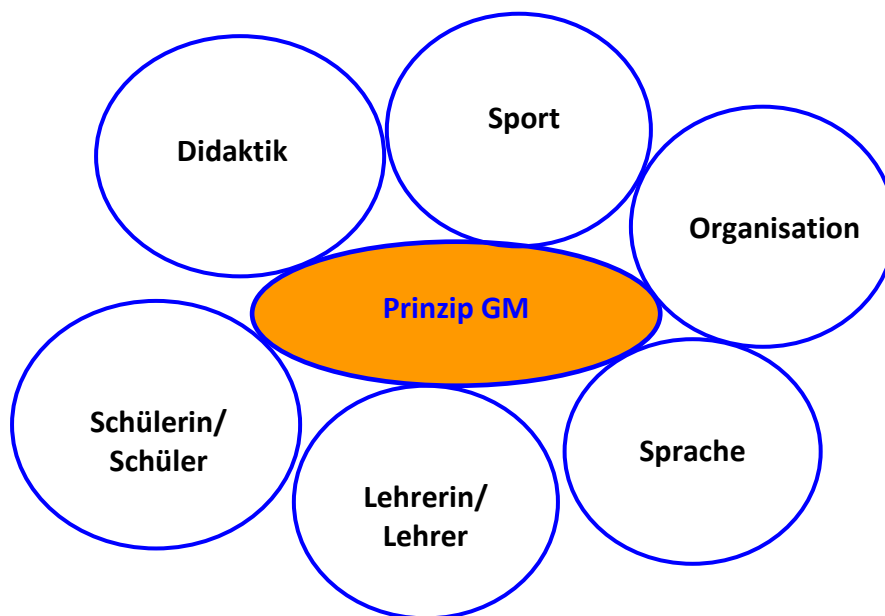 Sport
Didaktik
Organisation
Prinzip GM
Schülerin/
Schüler
Sprache
Lehrerin/
Lehrer